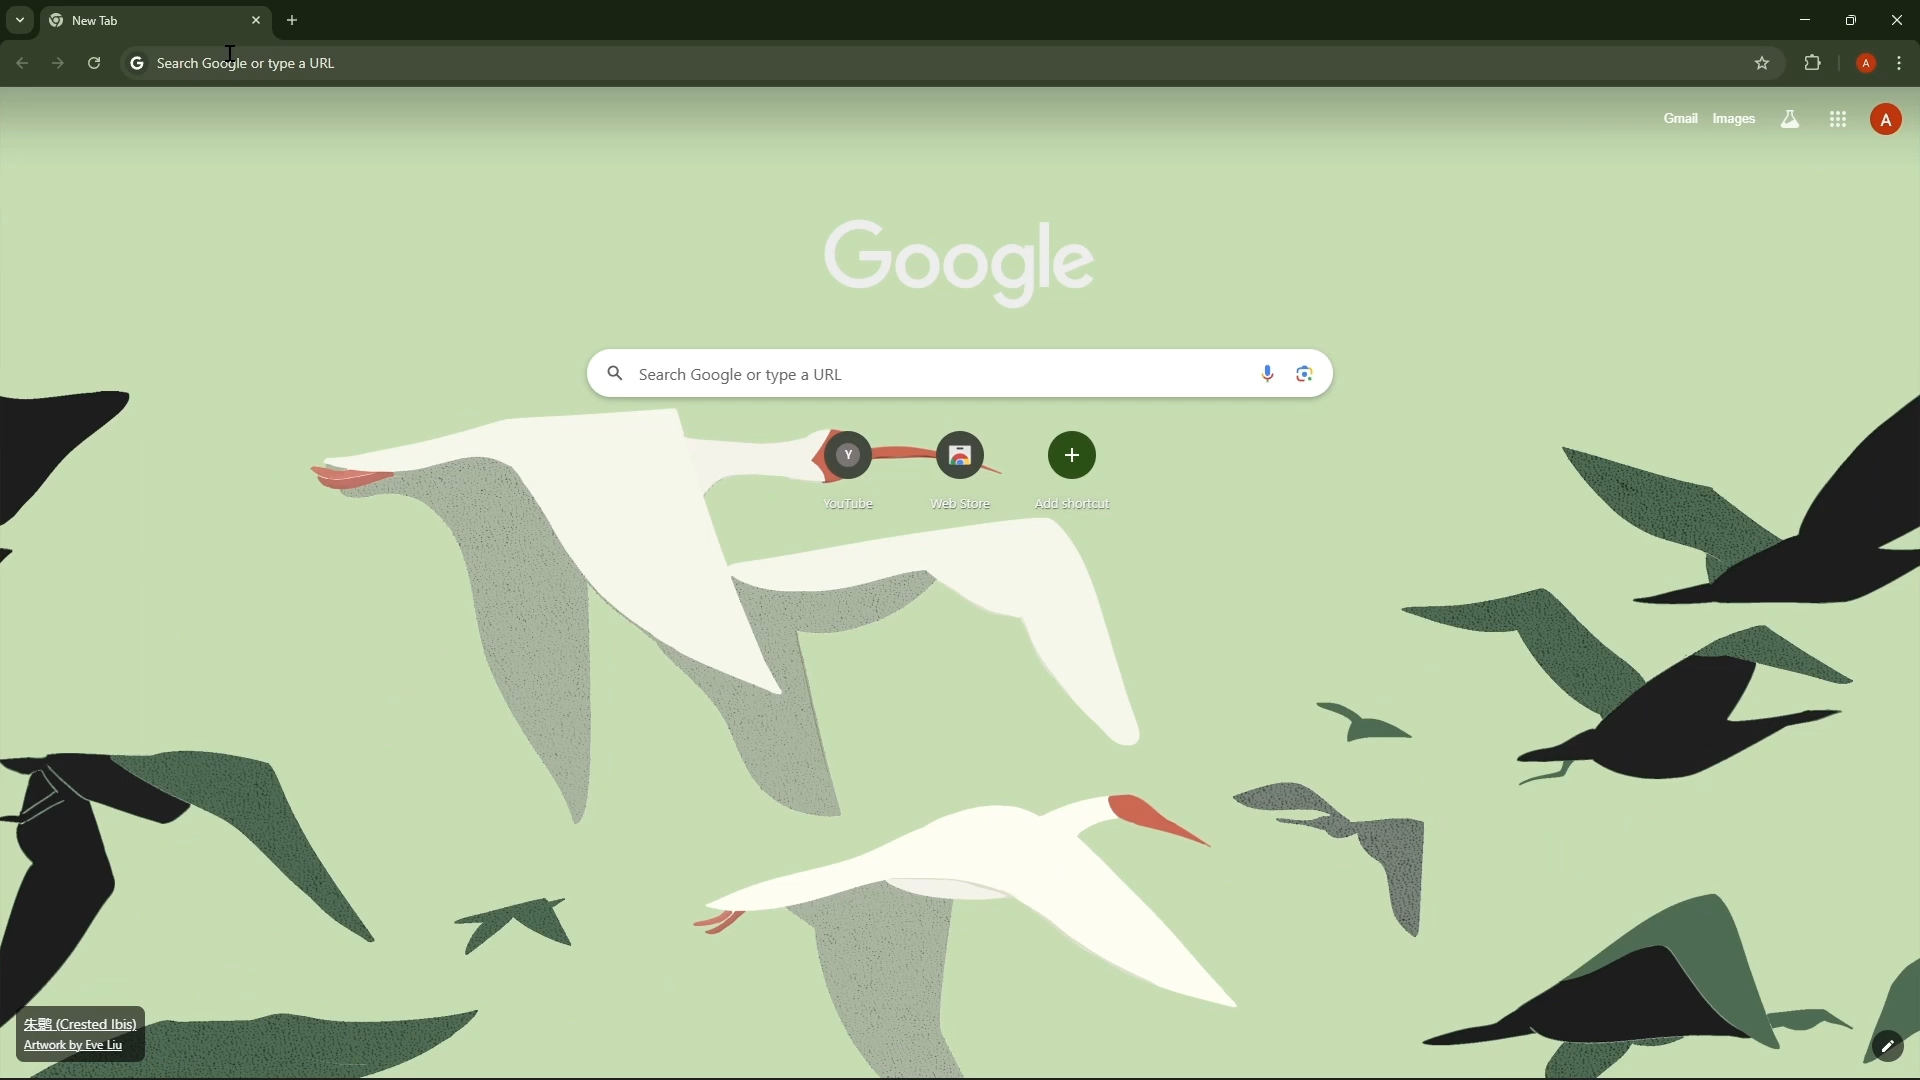 New Tab
Search Google or type a URL
A
Gmail Images
A
Google
Search Google or type a URL
Y
YouTube Web Store Add shortcut
朱鹮 (Crested Ibis)
Artwork by Eve Liu